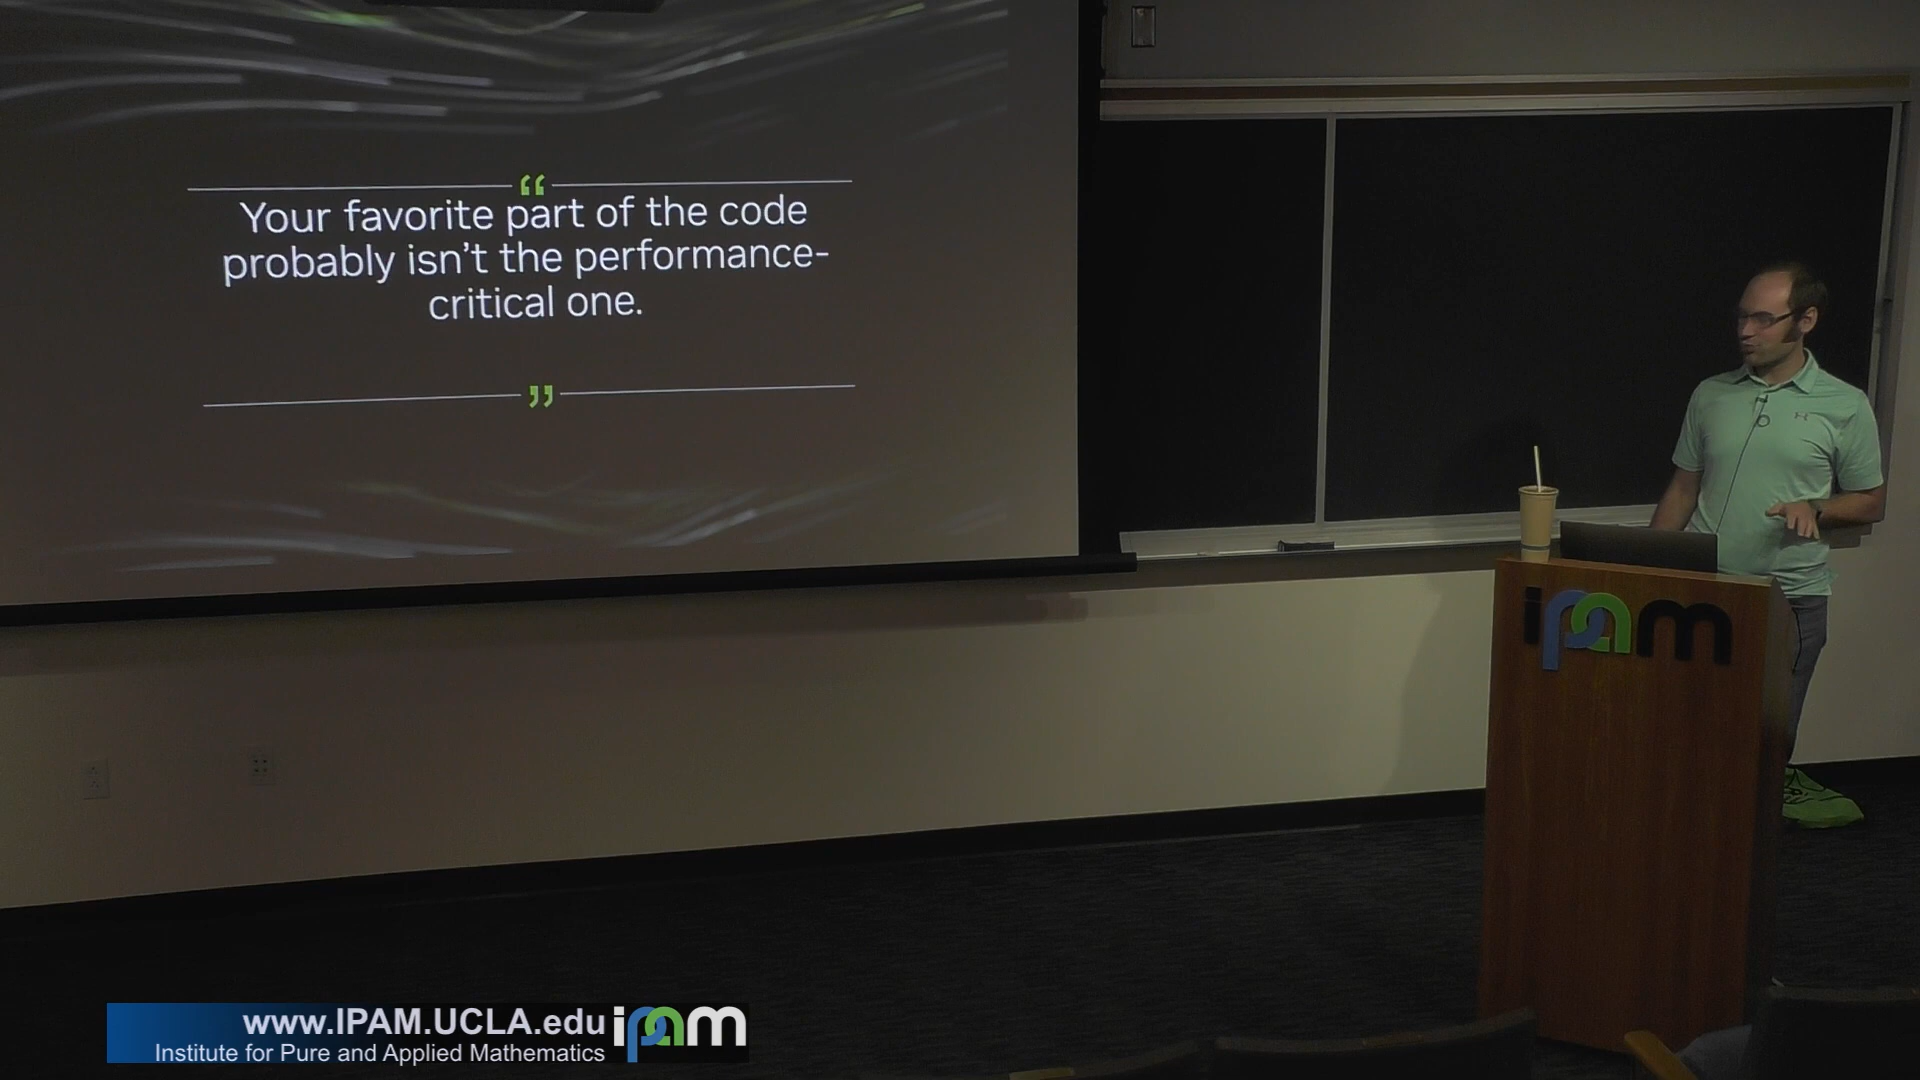 “
Your favorite part of the code
probably isn't the performance-
critical one.
”
ipam
www.IPAM.UCLA.edu ipam
Institute for Pure and Applied Mathematics